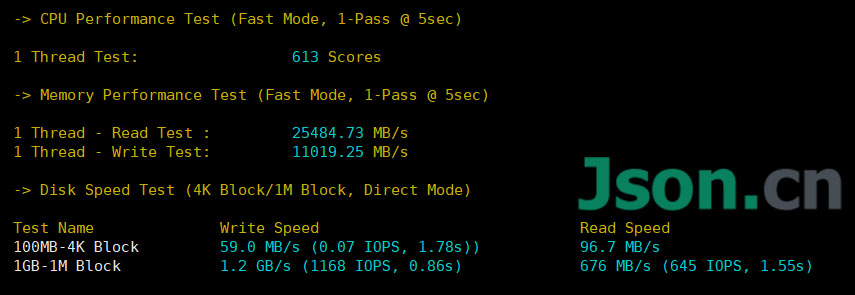 -> CPU Performance Test (Fast Mode, 1-Pass @ 5sec)
1 Thread Test: 613 Scores
-> Memory Performance Test (Fast Mode, 1-Pass @ 5sec)
1 Thread - Read Test : 25484.73 MB/s
1 Thread - Write Test: 11019.25 MB/s
-> Disk Speed Test (4K Block/1M Block, Direct Mode)
Json.cn
Test Name Write Speed Read Speed
100MB-4K Block 59.0 MB/s (0.07 IOPS, 1.78s)) 96.7 MB/s
1GB-1M Block 1.2 GB/s (1168 IOPS, 0.86s) 676 MB/s (645 IOPS, 1.55s)